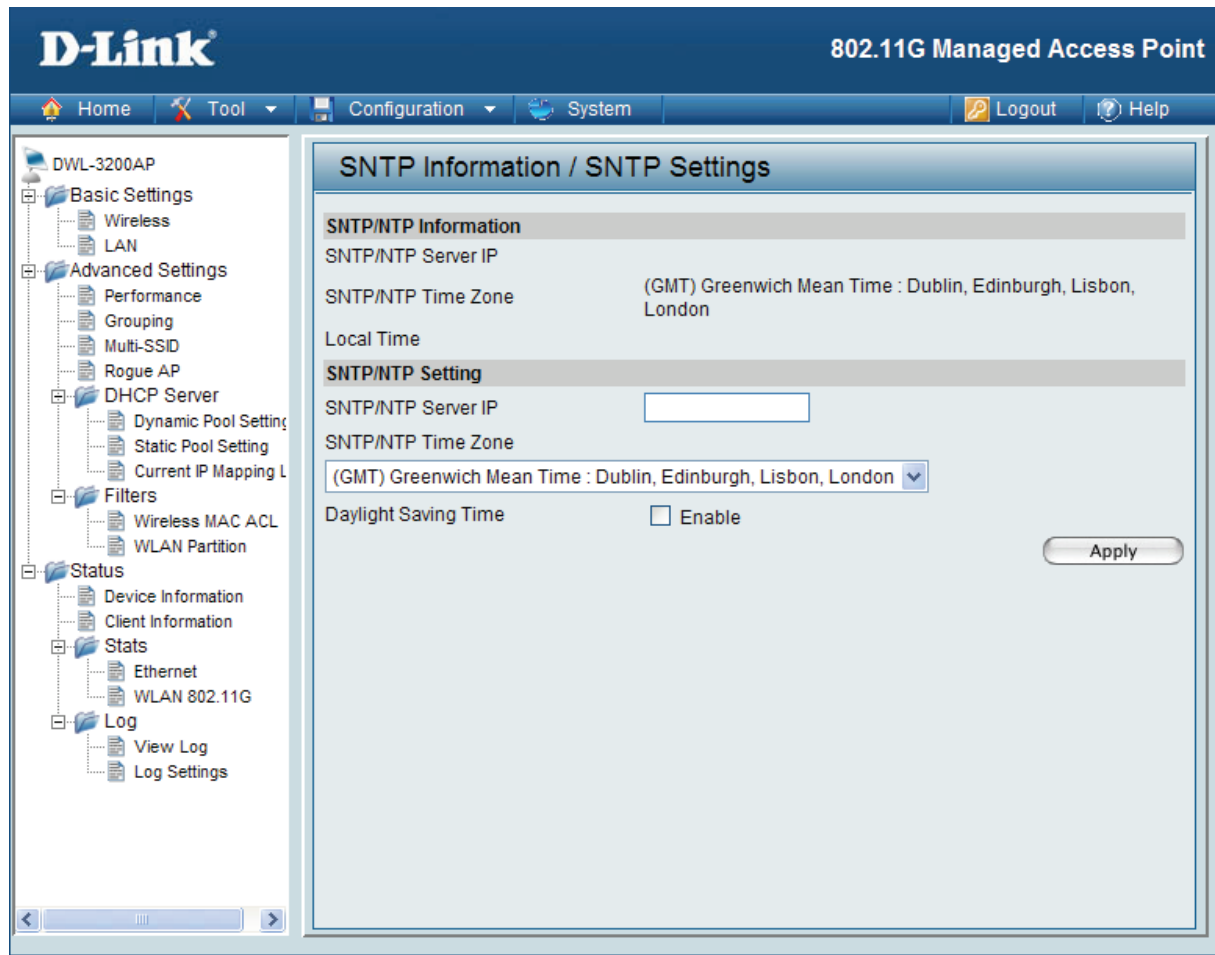 D-Link®
802.11G Managed Access Point
Home Tool Configuration System Logout Help
DWL-3200AP
Basic Settings
Wireless
LAN
Advanced Settings
Performance
Grouping
Multi-SSID
Rogue AP
DHCP Server
Dynamic Pool Setting
Static Pool Setting
Current IP Mapping L
Filters
Wireless MAC ACL
WLAN Partition
Status
Device Information
Client Information
Stats
Ethernet
WLAN 802.11G
Log
View Log
Log Settings
SNTP Information / SNTP Settings
SNTP/NTP Information
SNTP/NTP Server IP
SNTP/NTP Time Zone
(GMT) Greenwich Mean Time : Dublin, Edinburgh, Lisbon,
London
Local Time
SNTP/NTP Setting
SNTP/NTP Server IP
SNTP/NTP Time Zone
(GMT) Greenwich Mean Time : Dublin, Edinburgh, Lisbon, London
Daylight Saving Time Enable
Apply